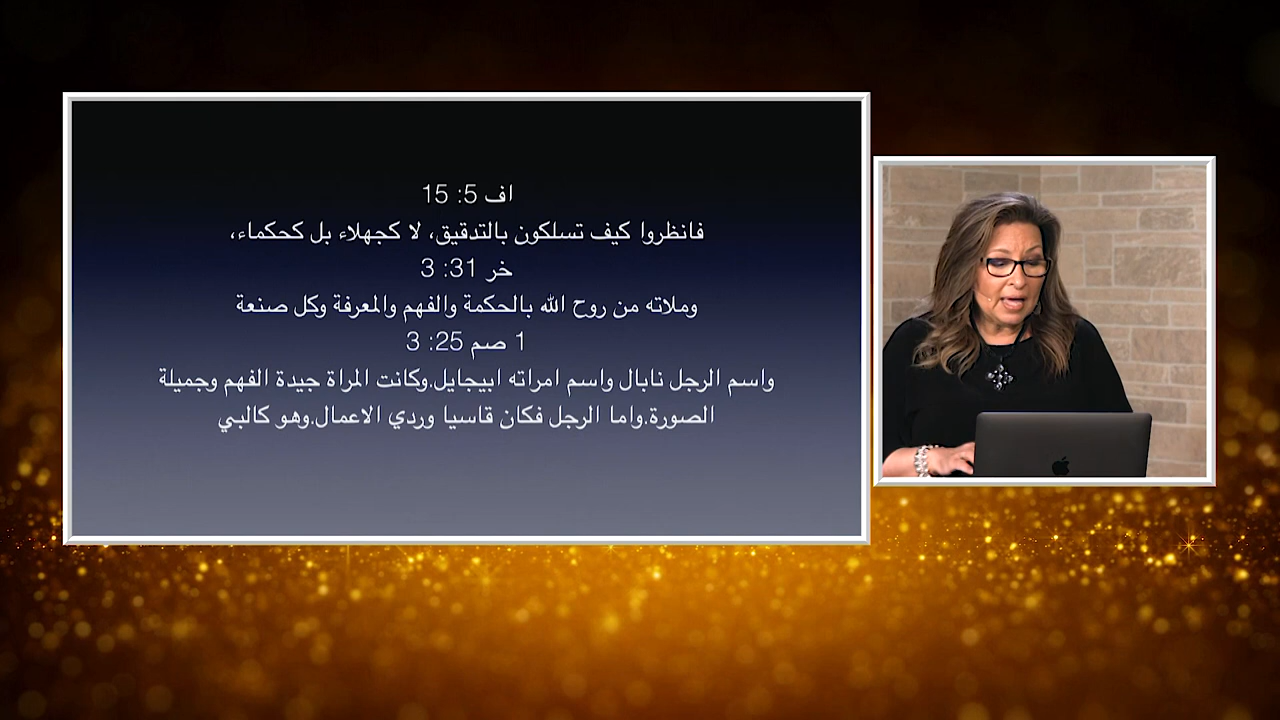 اف 5: 15
فانظروا كيف تسلكون بالتدقيق، لا كجهلاء بل كحكماء،
خر 31: 3
وملاته من روح الله بالحكمة والفهم والمعرفة وكل صنعة
1 صم 25: 3
واسم الرجل نابال واسم امراته ابيجايل.وكانت المراة جيدة الفهم وجميلة
الصورة.واما الرجل فكان قاسيا وردي الاعمال.وهو كالبي